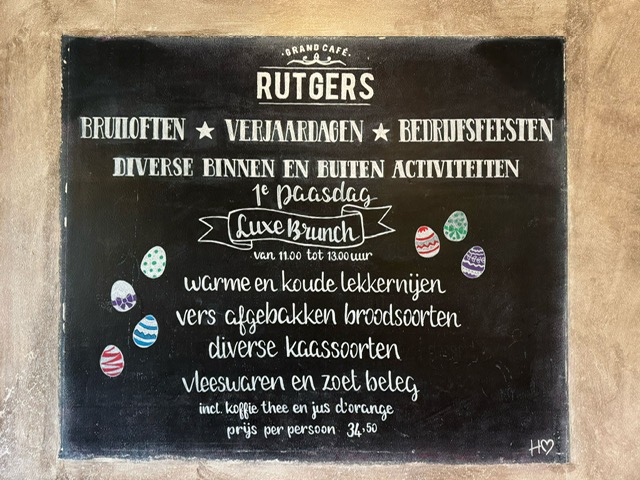 GRAND CAFÉ
RUTGERS
BRUILOFTEN ★ VERJAARDAGEN ★ BEDRIJFSFEESTEN
DIVERSE BINNEN EN BUITEN ACTIVITEITEN
1e paasdag
Luxe Brunch
van 11.00 tot 13.00 uur
warme en koude lekkernijen
vers afgebakken broodsoorten
diverse kaassoorten
vleeswaren en zoet beleg
incl. koffie thee en jus d'orange
prijs per persoon 34,50
H♡